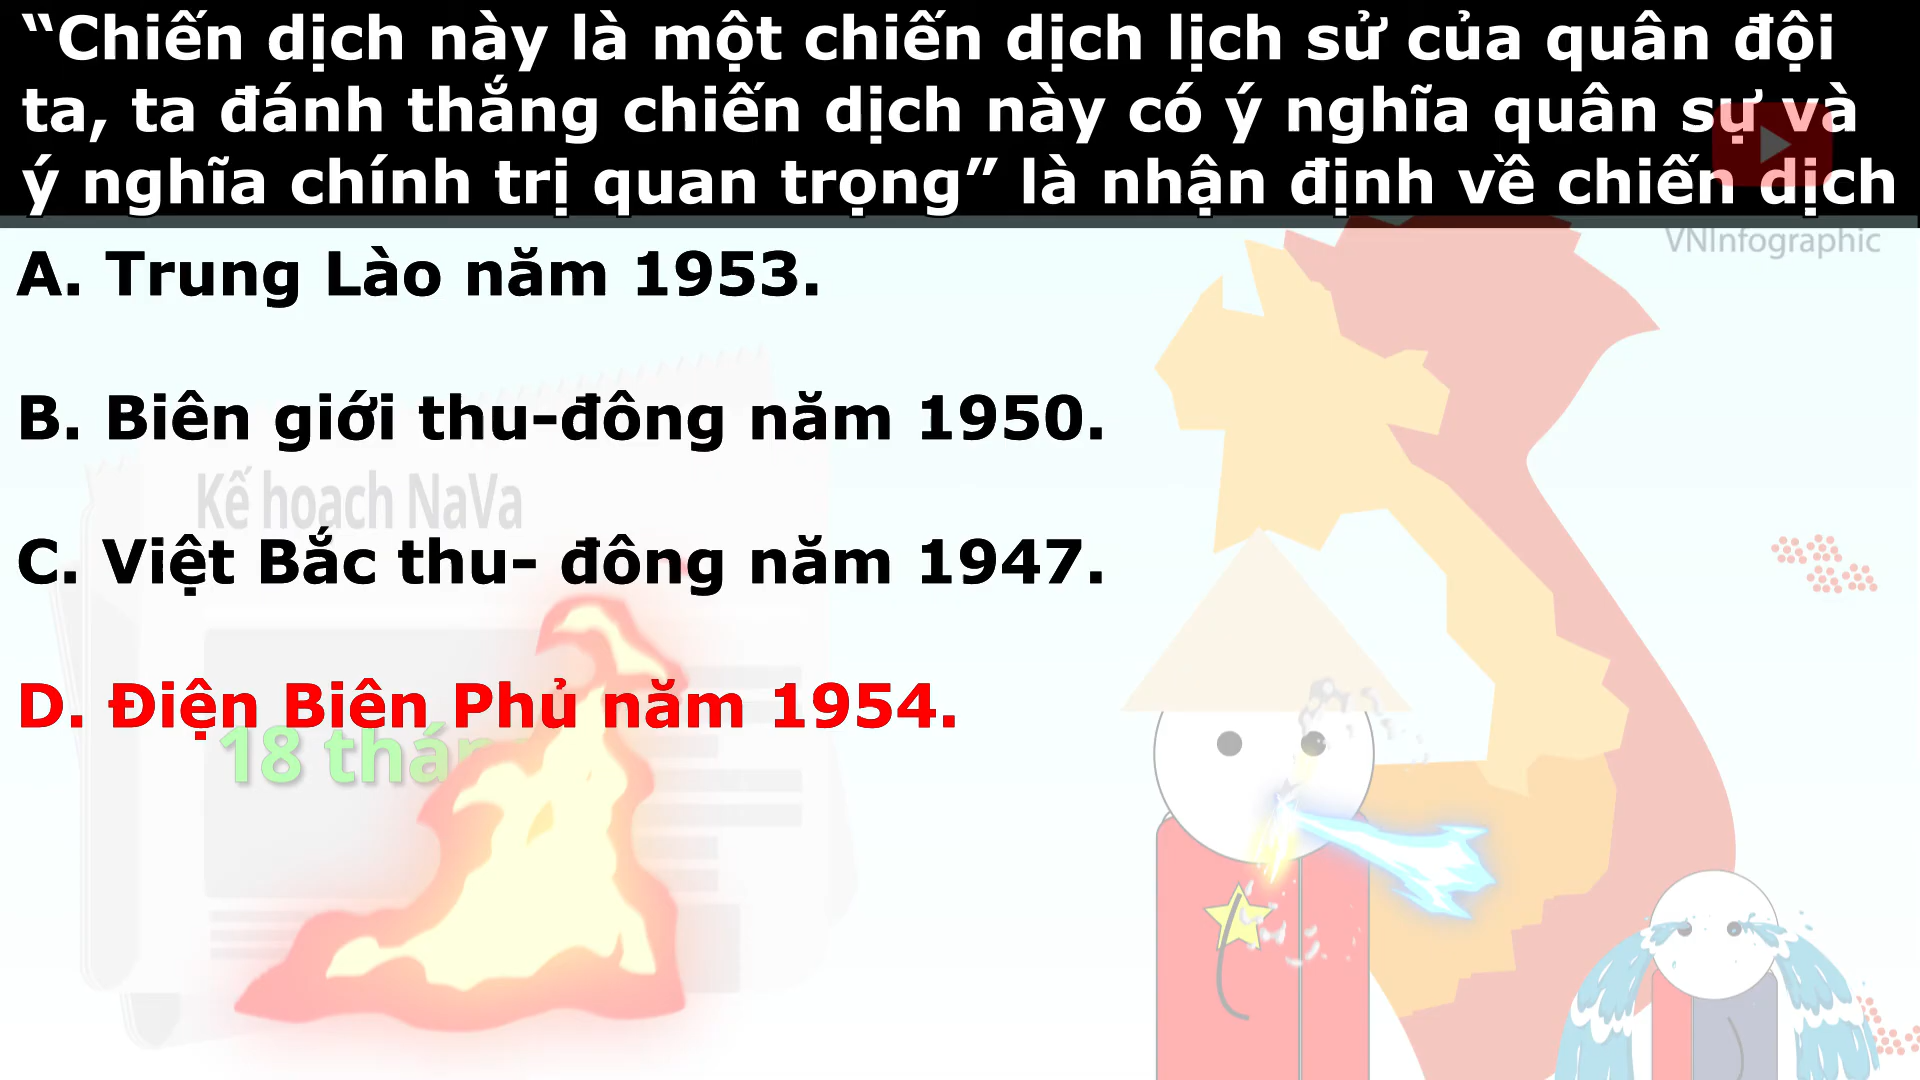 “Chiến dịch này là một chiến dịch lịch sử của quân đội
ta, ta đánh thắng chiến dịch này có ý nghĩa quân sự và
ý nghĩa chính trị quan trọng” là nhận định về chiến dịch
VNInfographic
A. Trung Lào năm 1953.
B. Biên giới thu-đông năm 1950.
Kế hoạch NaVa
C. Việt Bắc thu- đông năm 1947.
D. Điện Biên Phủ năm 1954.
18